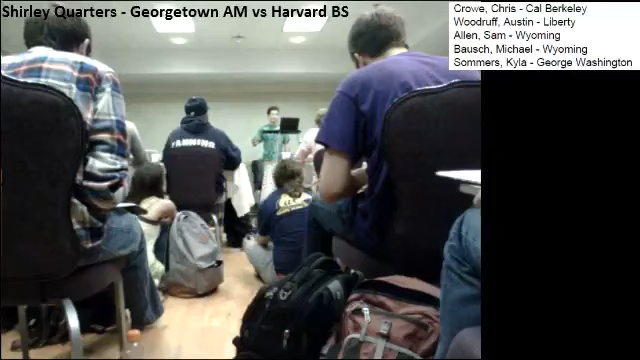 Shirley Quarters - Georgetown AM vs Harvard BS
Crowe, Chris - Cal Berkeley
Woodruff, Austin - Liberty
Allen, Sam - Wyoming
Bausch, Michael - Wyoming
Sommers, Kyla - George Washington